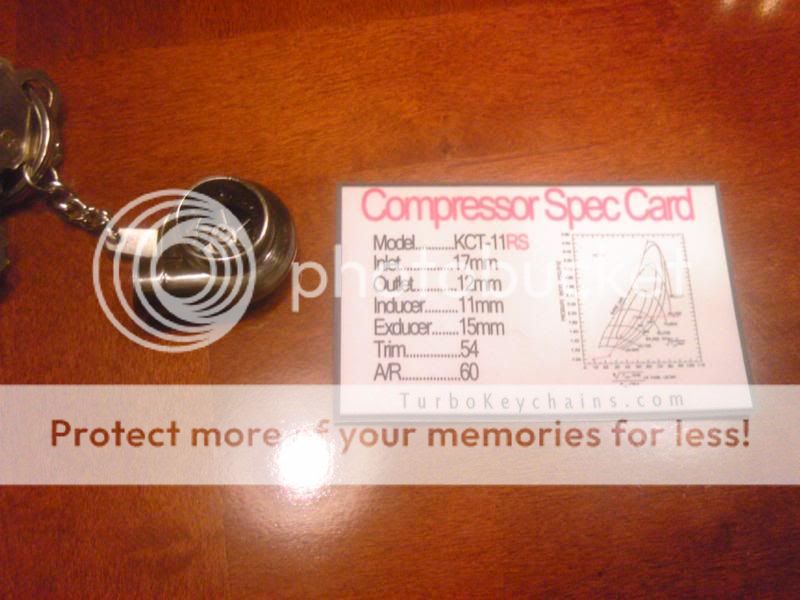 Compressor Spec Card
Model..........KCT-11RS
Inlet..............17mm
Outlet...........12mm
Inducer.........11mm
Exducer.......15mm
Trim...............54
A/R................60
photobucket
TurboKeychains.com
Protect more of your memories for less!